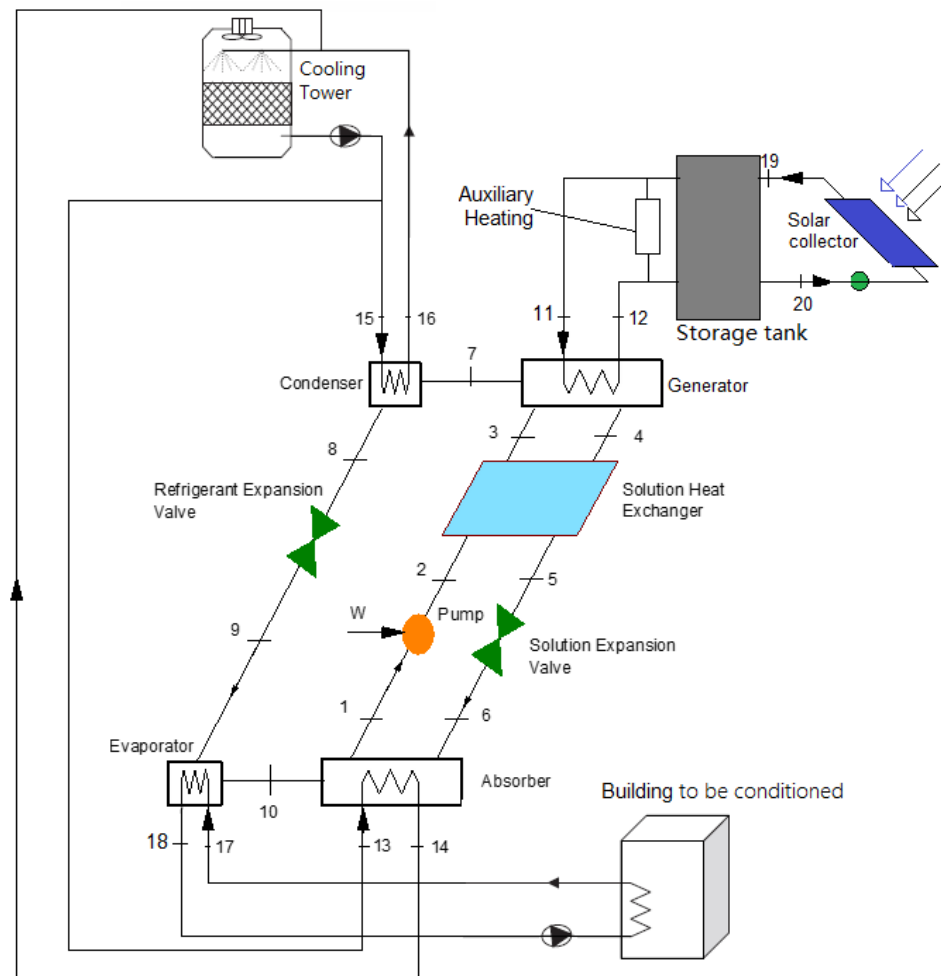 Cooling
Tower
Auxiliary
Heating
19
Solar
collector
20
Storage tank
15
16
11
12
7
Condenser
Generator
3
4
8
Refrigerant Expansion
Valve
Solution Heat
Exchanger
2
5
9
W
Pump
Solution Expansion
Valve
1
6
Evaporator
10
Absorber
Building to be conditioned
18
17
13
14